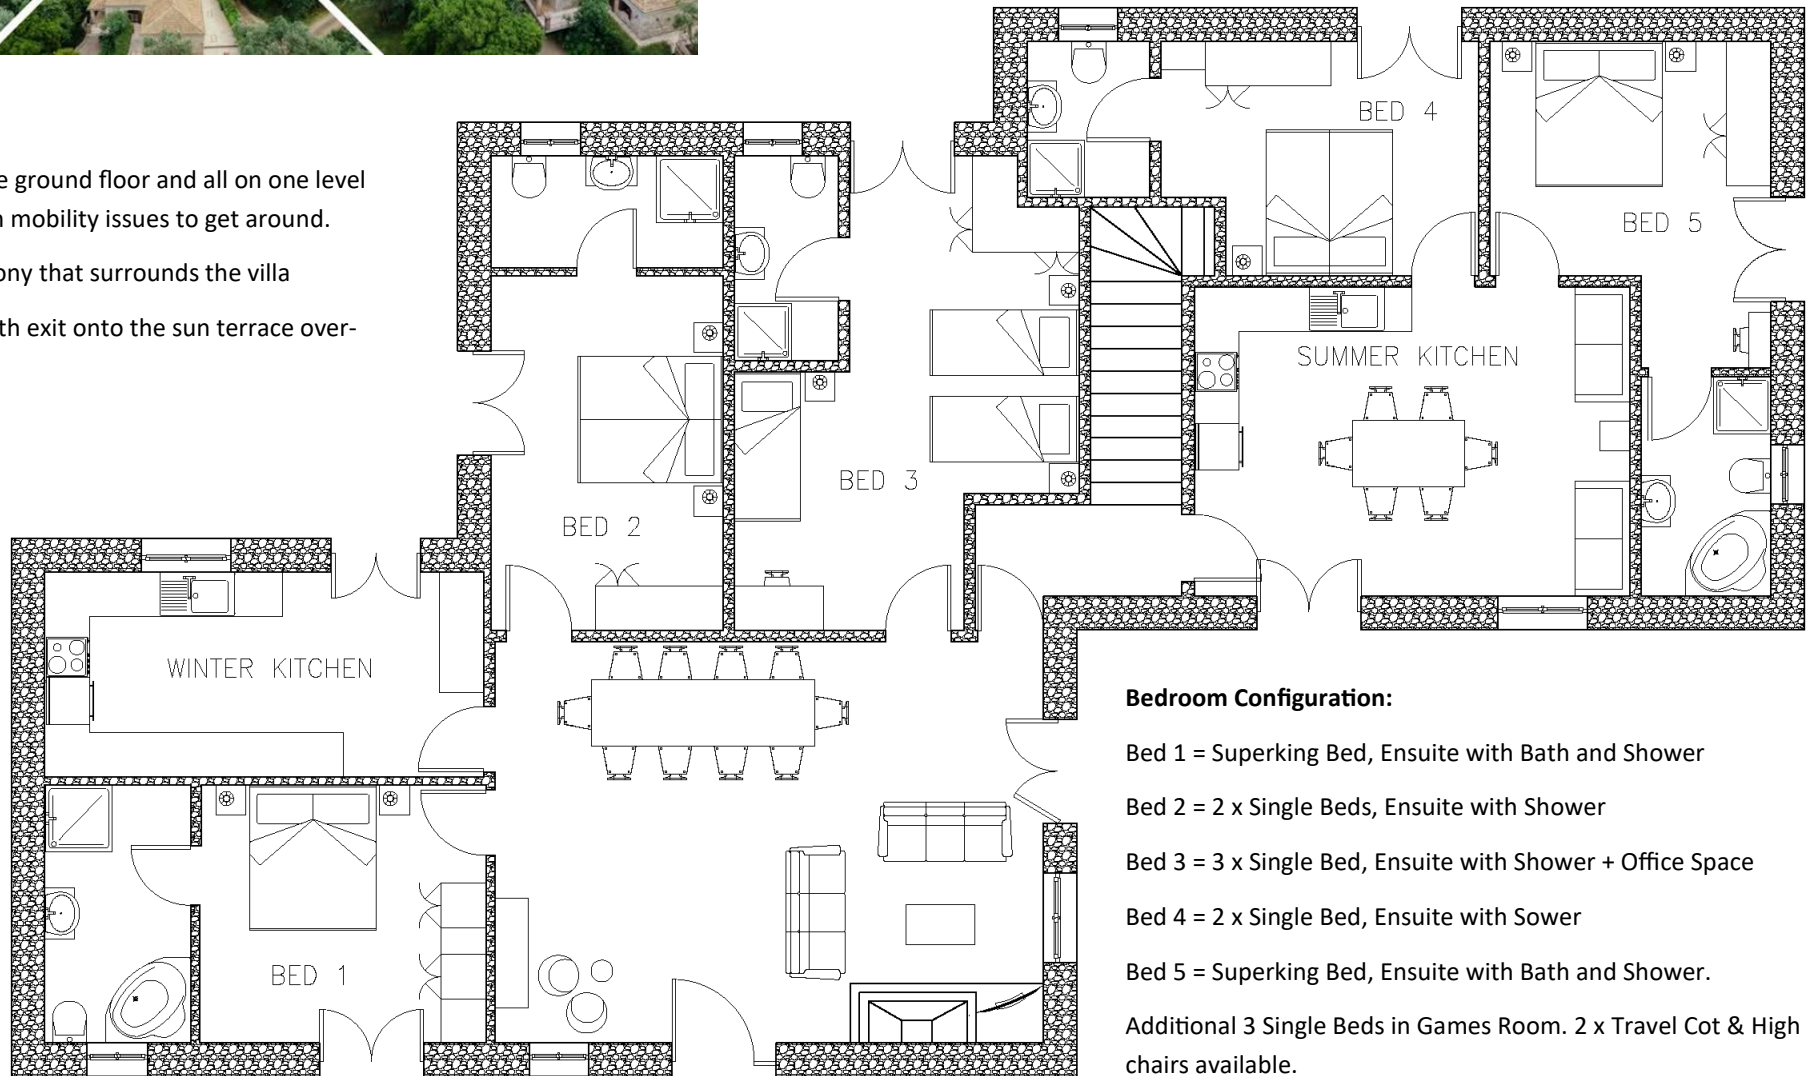 e ground floor and all on one level
n mobility issues to get around.
ony that surrounds the villa
th exit onto the sun terrace over-
BED 4
BED 5
SUMMER KITCHEN
BED 3
BED 2
WINTER KITCHEN
BED 1
Bedroom Configuration:
Bed 1 = Superking Bed, Ensuite with Bath and Shower
Bed 2 = 2 x Single Beds, Ensuite with Shower
Bed 3 = 3 x Single Bed, Ensuite with Shower + Office Space
Bed 4 = 2 x Single Bed, Ensuite with Sower
Bed 5 = Superking Bed, Ensuite with Bath and Shower.
Additional 3 Single Beds in Games Room. 2 x Travel Cot & High
chairs available.